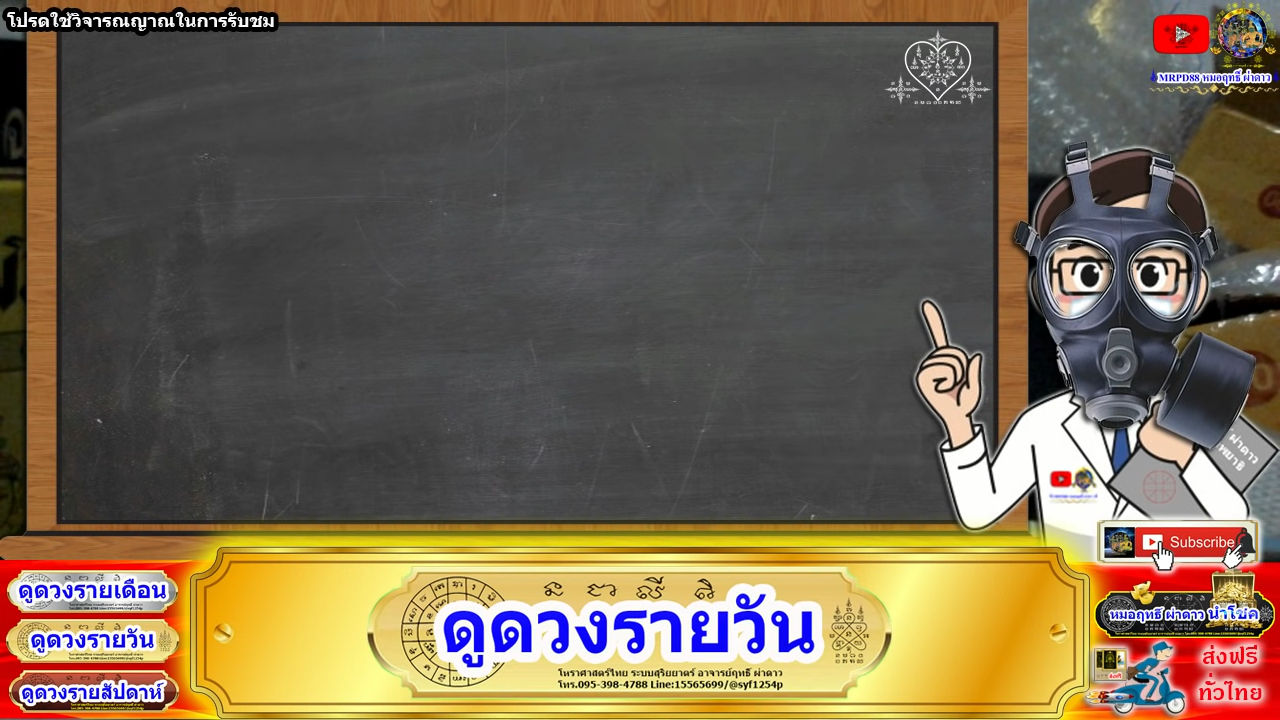 โปรดใช้วิจารณญาณในการรับชม
MRPD88 หมอฤทธิ์ ผ่าดาว
ผ่าดาว
พยาธิ
Subscribe
ดูดวงรายเดือน
ดูดวงรายวัน
ดูดวงรายสัปดาห์
ดูดวงรายวัน
โหราศาสตร์ไทย ระบบสุริยยาตร์ อาจารย์ฤทธิ์ ผ่าดาว
โทร.095-398-4788 Line:15565699/@syf1254p
หมอฤทธิ์ ผ่าดาว นำโชค
ส่งฟรี
ทั่วไทย